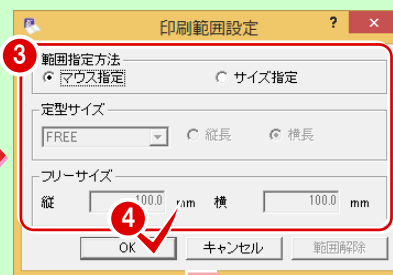 印刷範囲設定 ? ×
3
範囲指定方法
マウス指定 サイズ指定
定型サイズ
FREE 縦長 横長
フリーサイズ
縦 100.0 mm 横 100.0 mm
4
OK キャンセル 範囲解除